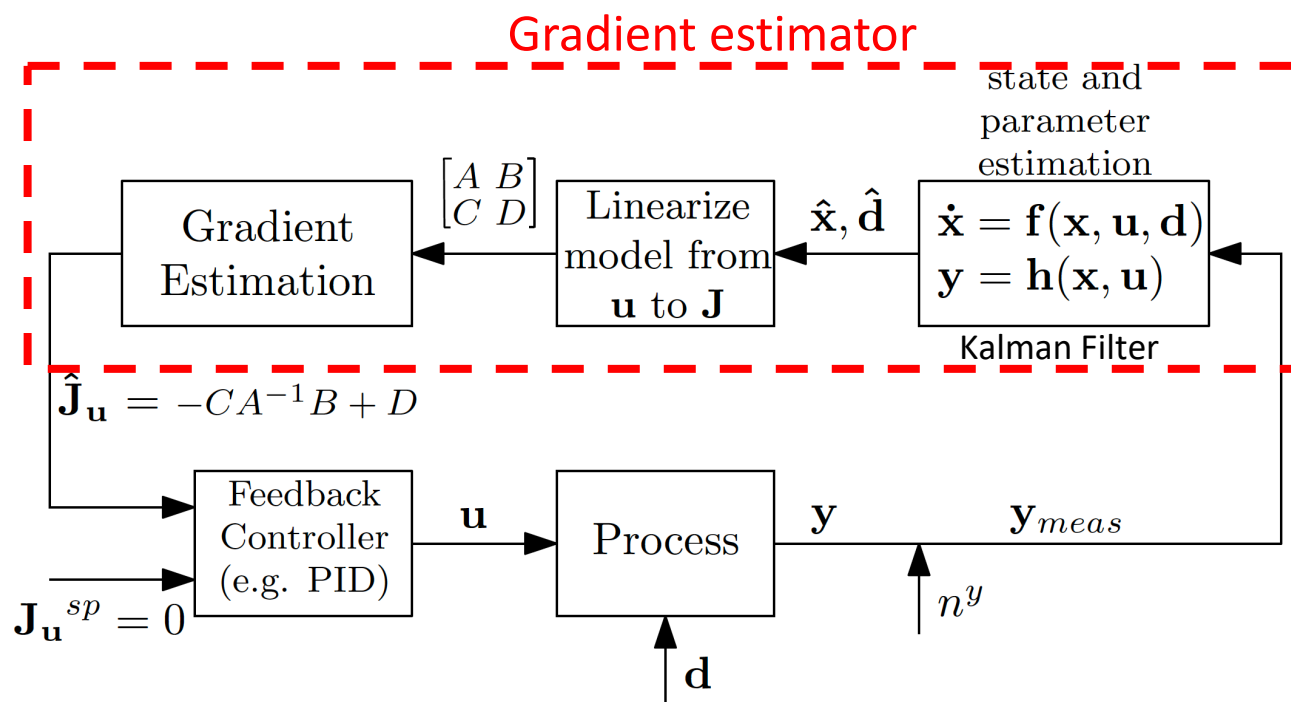 Gradient estimator
state and
parameter
estimation
Gradient
Estimation
[A B
C D]
Linearize
model from
u to J
x̂, d̂
ẋ = f(x, u, d)
y = h(x, u)
Kalman Filter
Ĵ_u = −CA⁻¹B + D
Feedback
Controller
(e.g. PID)
u
Process
y
y_meas
J_u^sp = 0
n^y
d